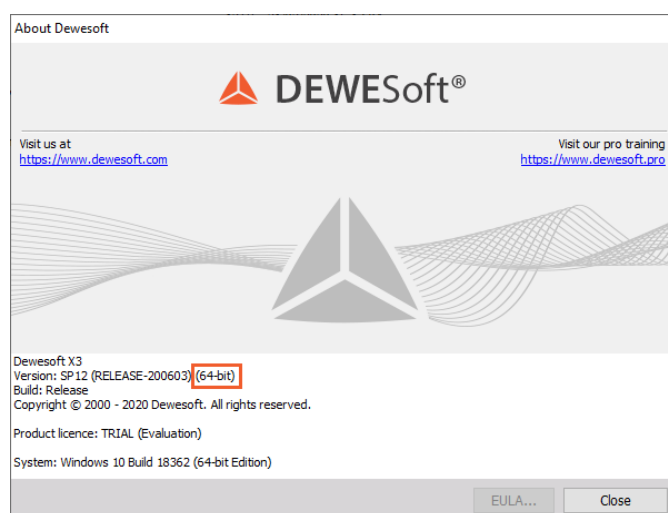 About Dewesoft
DEWESoft®
Visit us at
https://www.dewesoft.com
Visit our pro training
https://www.dewesoft.pro
Dewesoft X3
Version: SP12 (RELEASE-200603) (64-bit)
Build: Release
Copyright © 2000 - 2020 Dewesoft. All rights reserved.
Product licence: TRIAL (Evaluation)
System: Windows 10 Build 18362 (64-bit Edition)
EULA...
Close